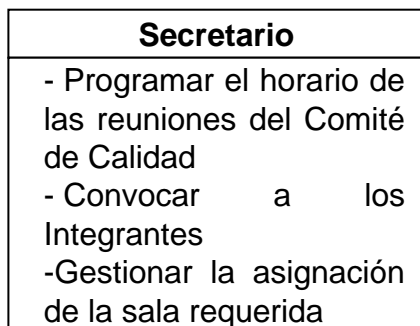 Secretario
- Programar el horario de
las reuniones del Comité
de Calidad
- Convocar a los
Integrantes
-Gestionar la asignación
de la sala requerida